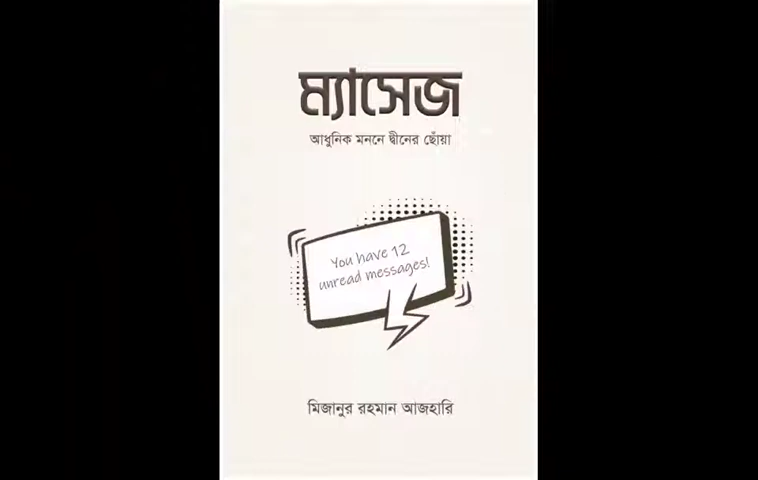 ম্যাসেজ
আধুনিক মননে দ্বীনের ছোঁয়া
You have 12
unread messages!
মিজানুর রহমান আজহারি